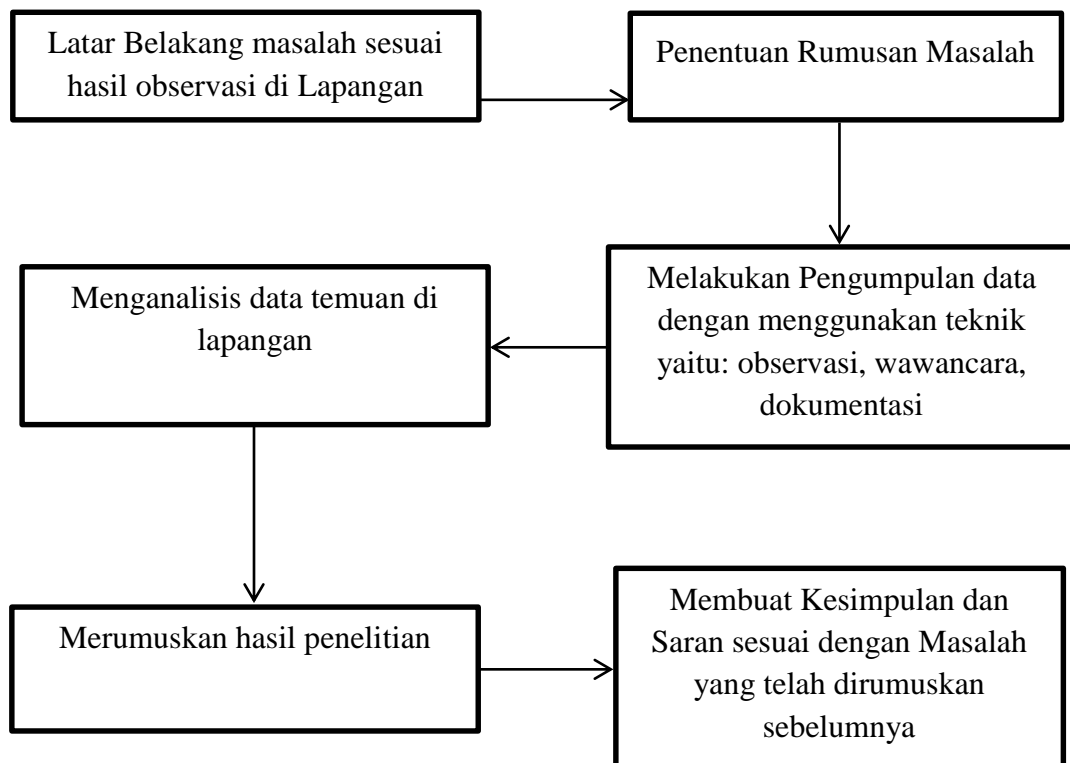 Latar Belakang masalah sesuai
hasil observasi di Lapangan
Penentuan Rumusan Masalah
Melakukan Pengumpulan data
dengan menggunakan teknik
yaitu: observasi, wawancara,
dokumentasi
Menganalisis data temuan di
lapangan
Merumuskan hasil penelitian
Membuat Kesimpulan dan
Saran sesuai dengan Masalah
yang telah dirumuskan
sebelumnya